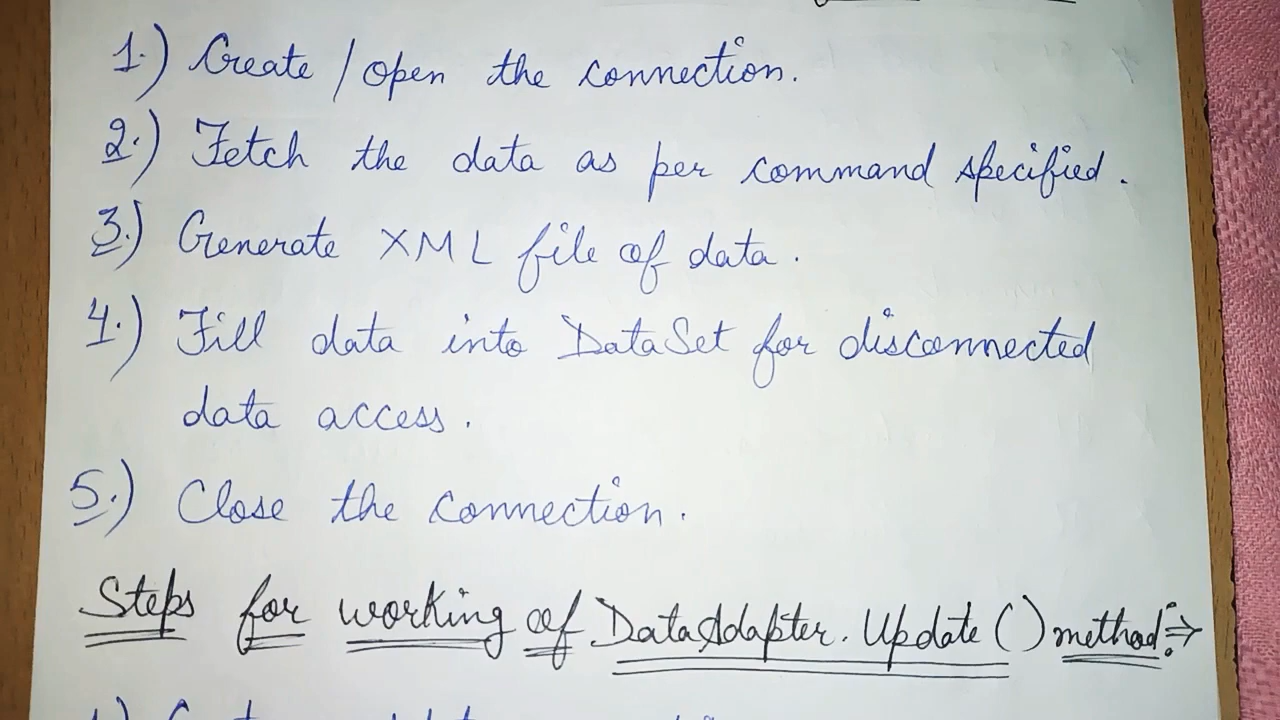 1.) Create / open the connection.
2.) Fetch the data as per command specified.
3.) Generate XML file of data.
4.) Fill data into DataSet for disconnected
data access.
5.) Close the connection.
Steps for working of DataAdapter. Update () method :⇒